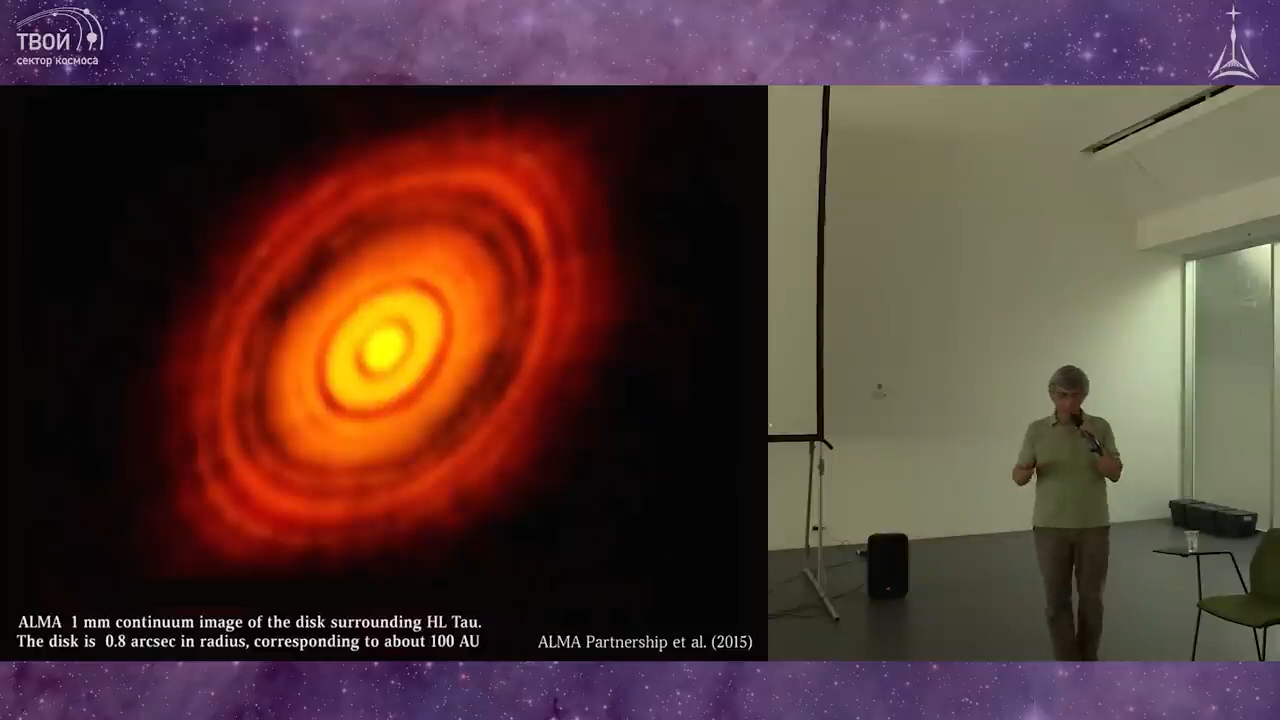 ТВОЙ
сектор космоса
ALMA 1 mm continuum image of the disk surrounding HL Tau.
The disk is 0.8 arcsec in radius, corresponding to about 100 AU
ALMA Partnership et al. (2015)